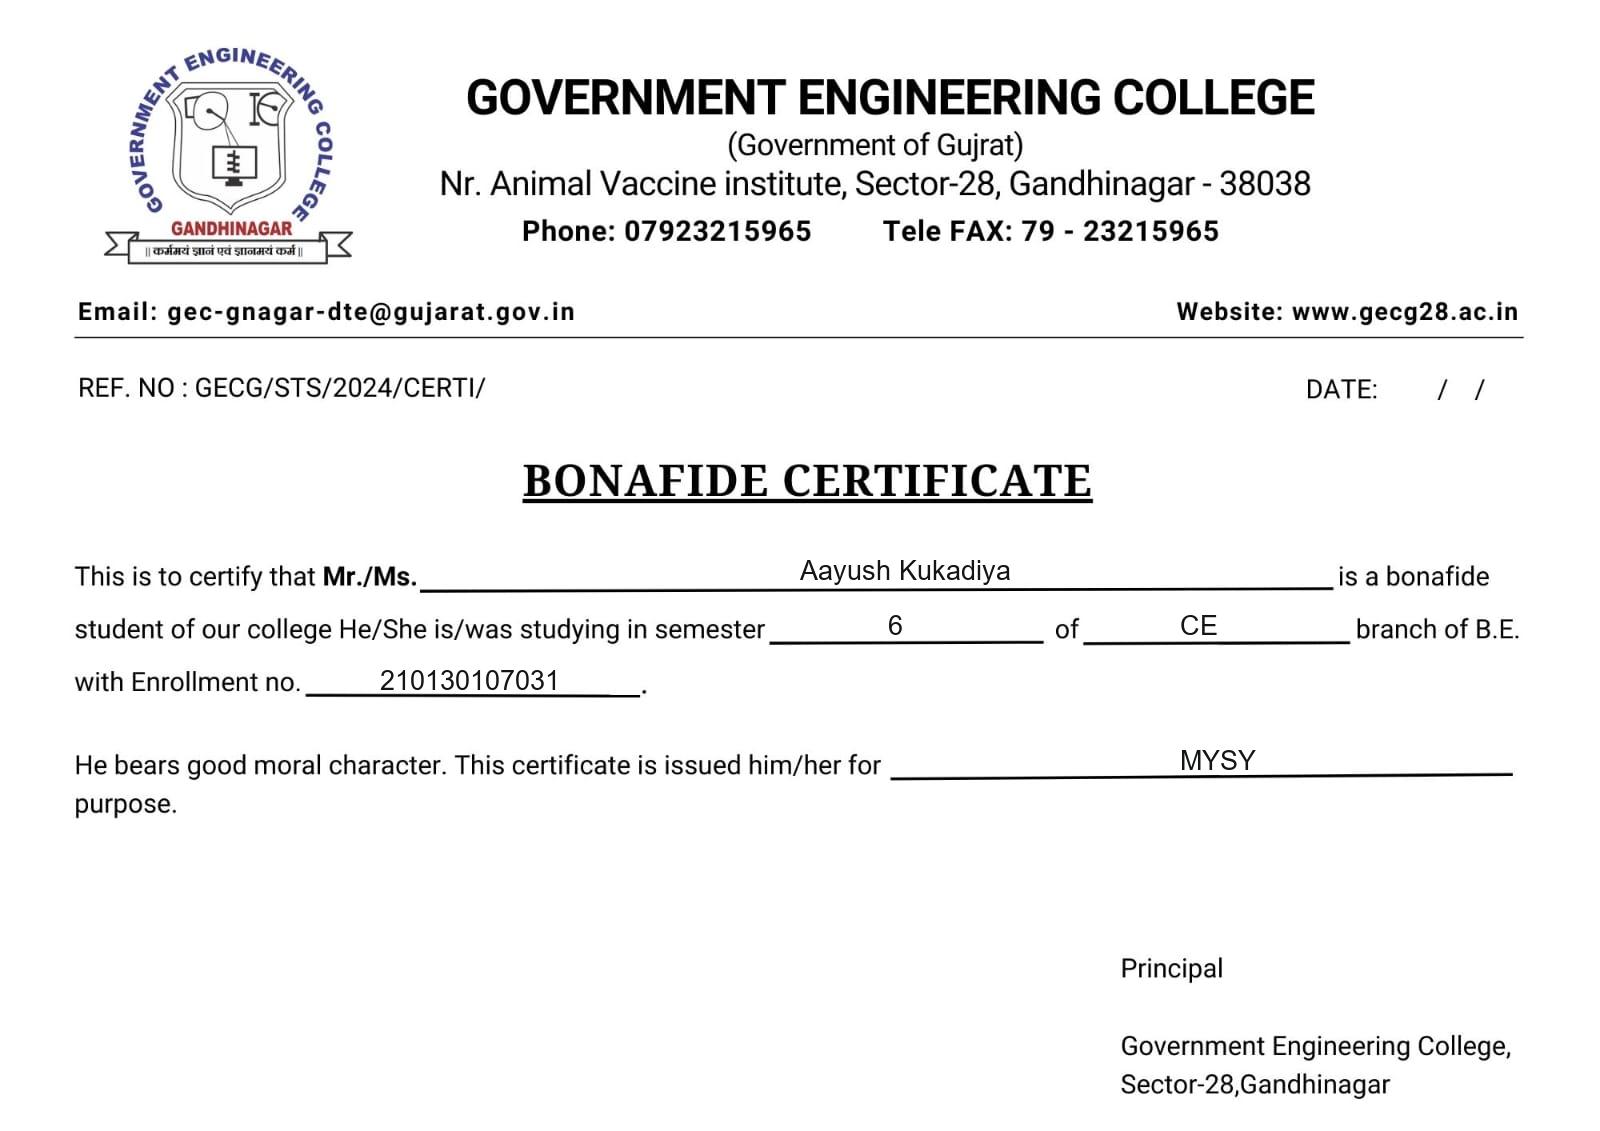 GOVERNMENT ENGINEERING COLLEGE
GANDHINAGAR
|| कर्ममयं ज्ञानं एवं ज्ञानमयं कर्म ||
GOVERNMENT ENGINEERING COLLEGE
(Government of Gujrat)
Nr. Animal Vaccine institute, Sector-28, Gandhinagar - 38038
Phone: 07923215965 Tele FAX: 79 - 23215965
Email: gec-gnagar-dte@gujarat.gov.in Website: www.gecg28.ac.in
REF. NO : GECG/STS/2024/CERTI/ DATE: / /
BONAFIDE CERTIFICATE
This is to certify that Mr./Ms. Aayush Kukadiya is a bonafide
student of our college He/She is/was studying in semester 6 of CE branch of B.E.
with Enrollment no. 210130107031 .
He bears good moral character. This certificate is issued him/her for MYSY
purpose.
Principal
Government Engineering College,
Sector-28,Gandhinagar